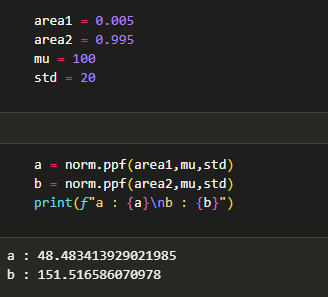 area1 = 0.005
area2 = 0.995
mu = 100
std = 20
a = norm.ppf(area1,mu,std)
b = norm.ppf(area2,mu,std)
print(f"a : {a}\nb : {b}")
a : 48.483413929021985
b : 151.516586070978